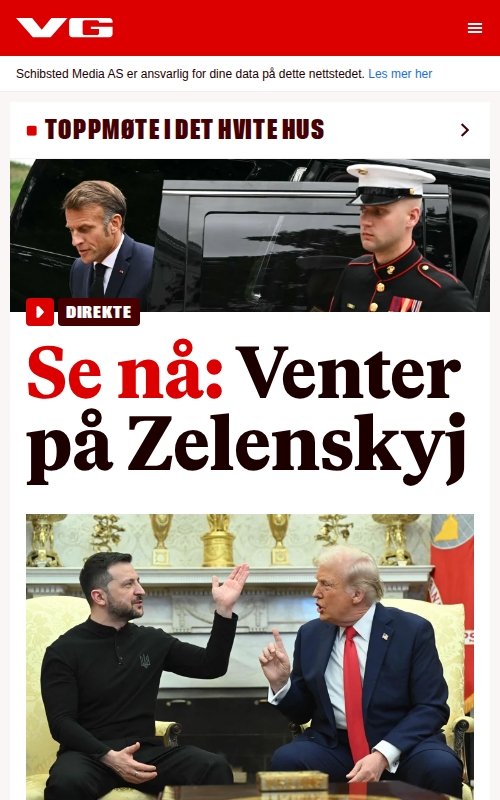 VG
Schibsted Media AS er ansvarlig for dine data på dette nettstedet. Les mer her
TOPPMØTE I DET HVITE HUS
DIREKTE
Se nå: Venter
på Zelenskyj